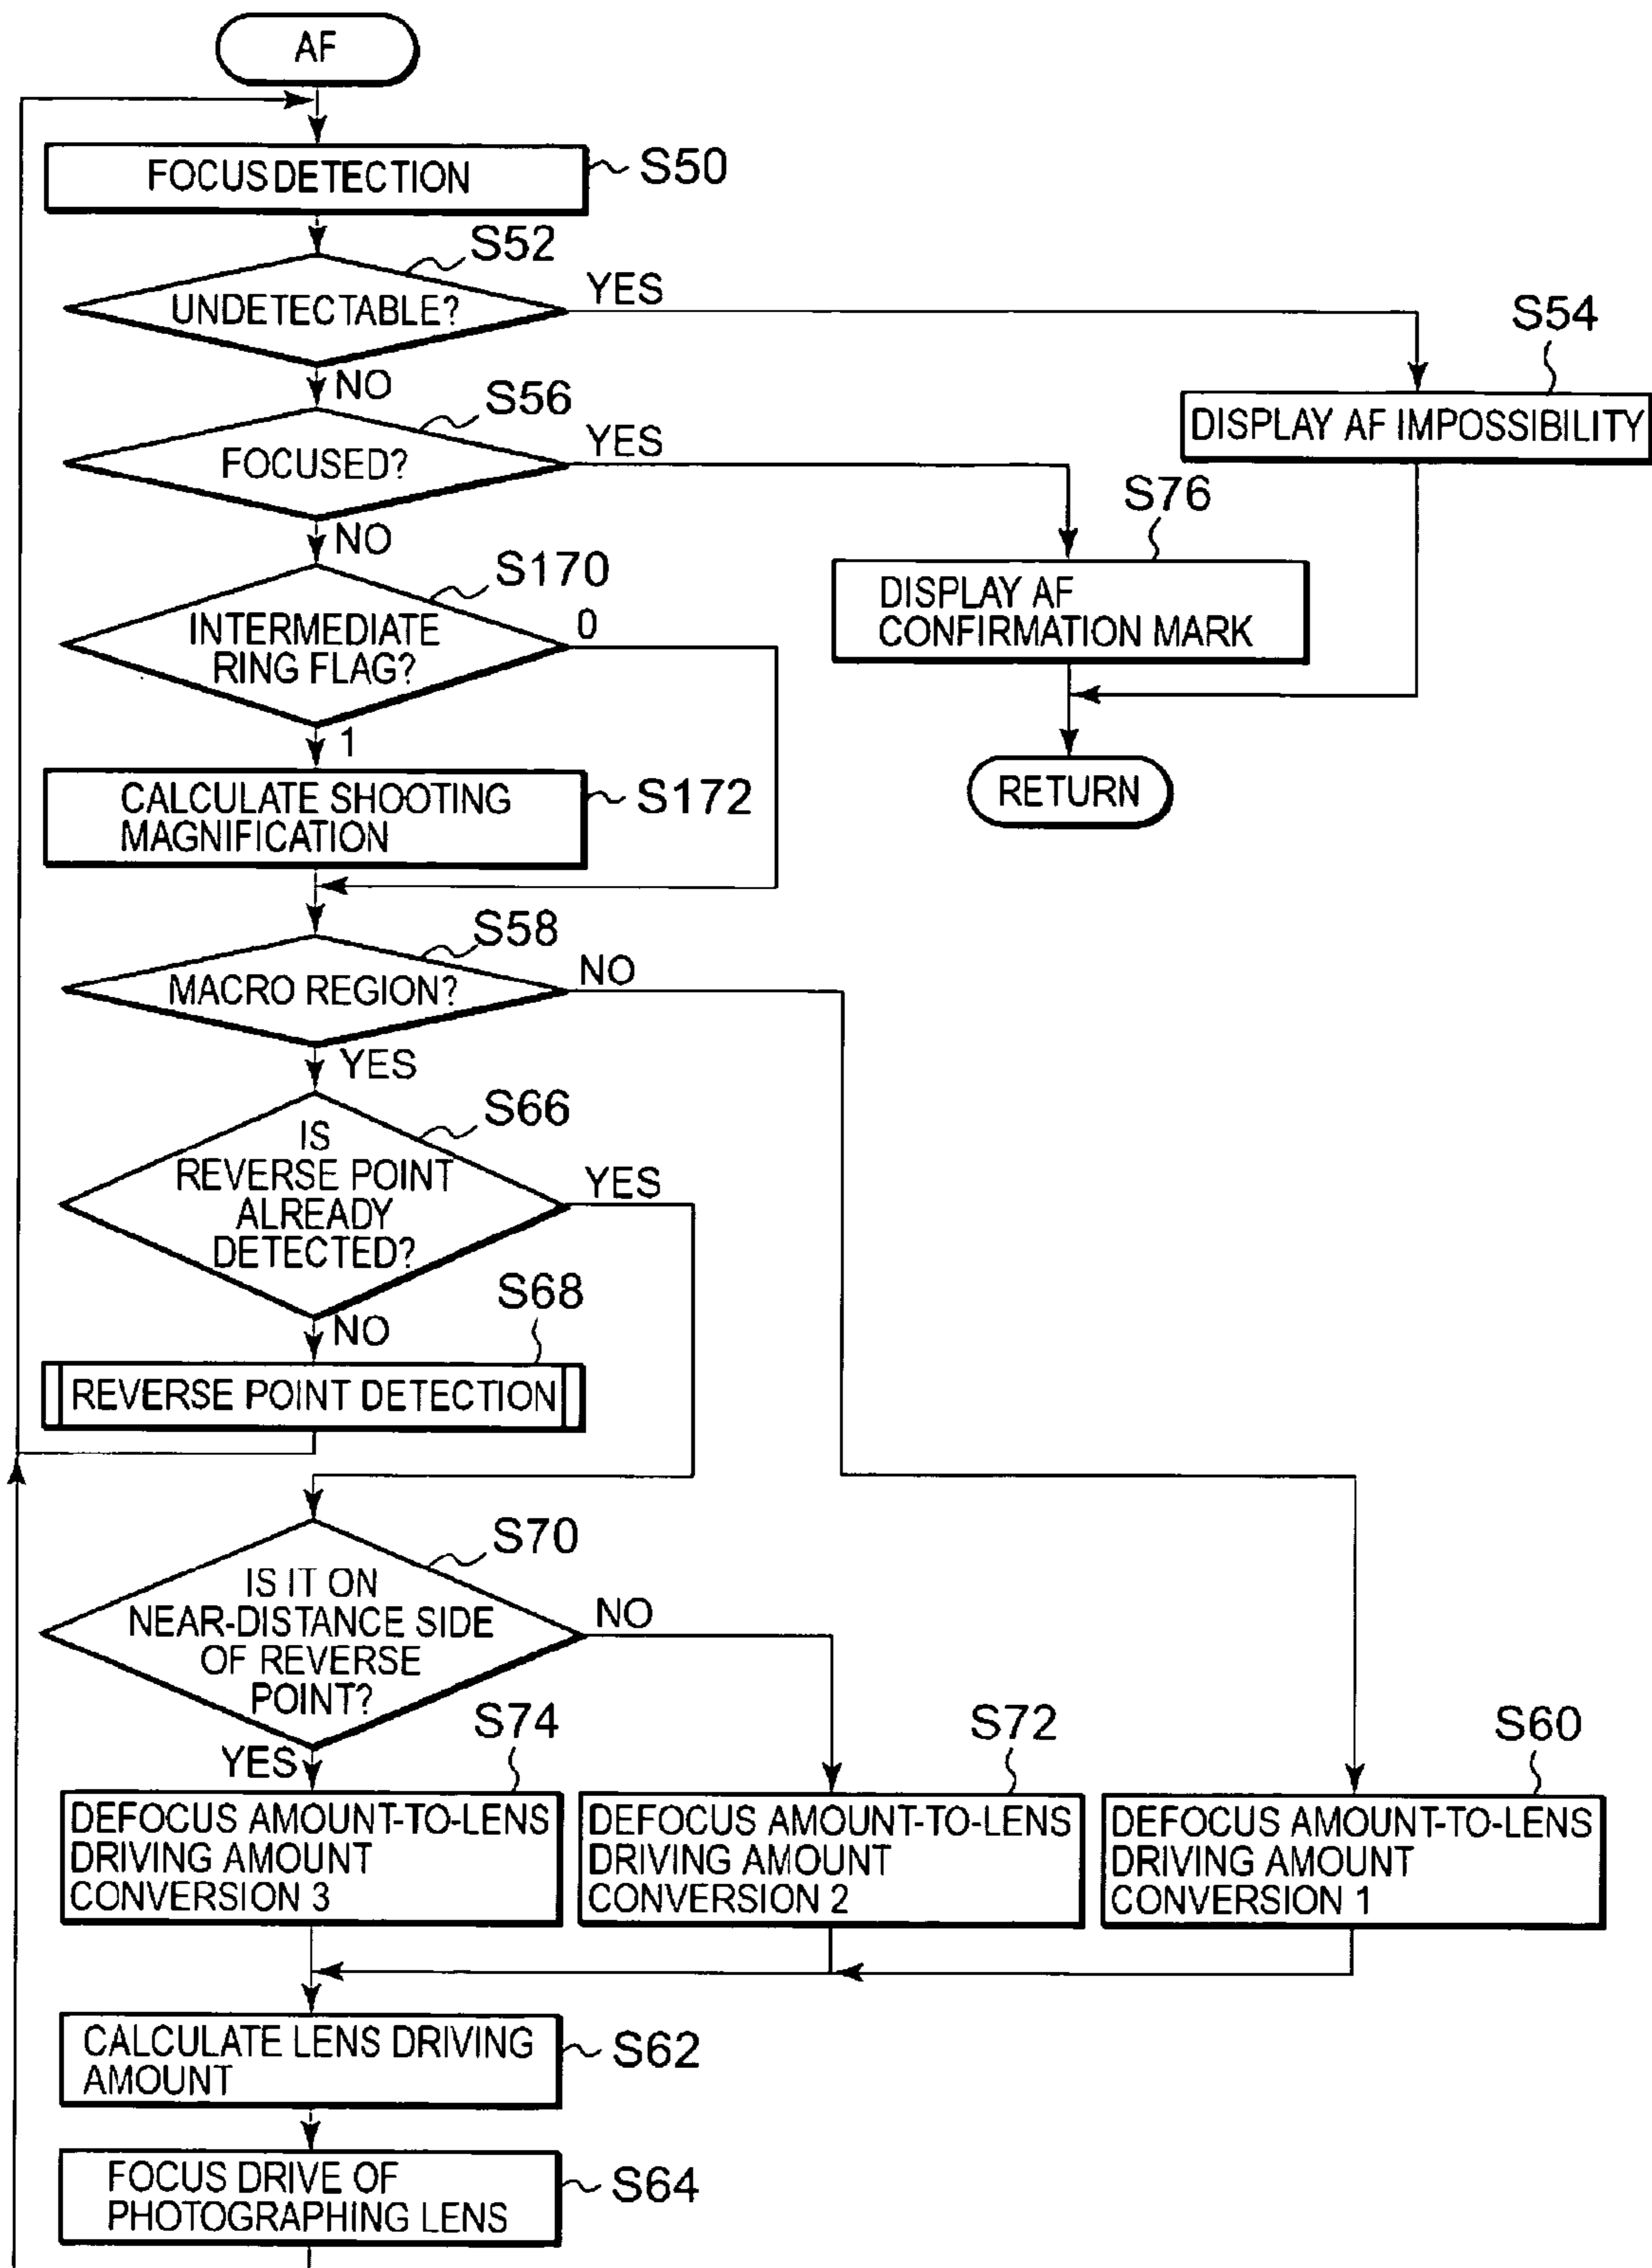 AF
FOCUS DETECTION
S50
S52
UNDETECTABLE?
YES
S54
DISPLAY AF IMPOSSIBILITY
NO
S56
FOCUSED?
YES
S76
DISPLAY AF
CONFIRMATION MARK
NO
S170
INTERMEDIATE
RING FLAG?
0
RETURN
1
CALCULATE SHOOTING
MAGNIFICATION
S172
S58
MACRO REGION?
NO
YES
S66
IS
REVERSE POINT
ALREADY
DETECTED?
YES
NO
S68
REVERSE POINT DETECTION
S70
IS IT ON
NEAR-DISTANCE SIDE
OF REVERSE
POINT?
NO
YES
S74
DEFOCUS AMOUNT-TO-LENS
DRIVING AMOUNT
CONVERSION 3
S72
DEFOCUS AMOUNT-TO-LENS
DRIVING AMOUNT
CONVERSION 2
S60
DEFOCUS AMOUNT-TO-LENS
DRIVING AMOUNT
CONVERSION 1
CALCULATE LENS DRIVING
AMOUNT
S62
FOCUS DRIVE OF
PHOTOGRAPHING LENS
S64